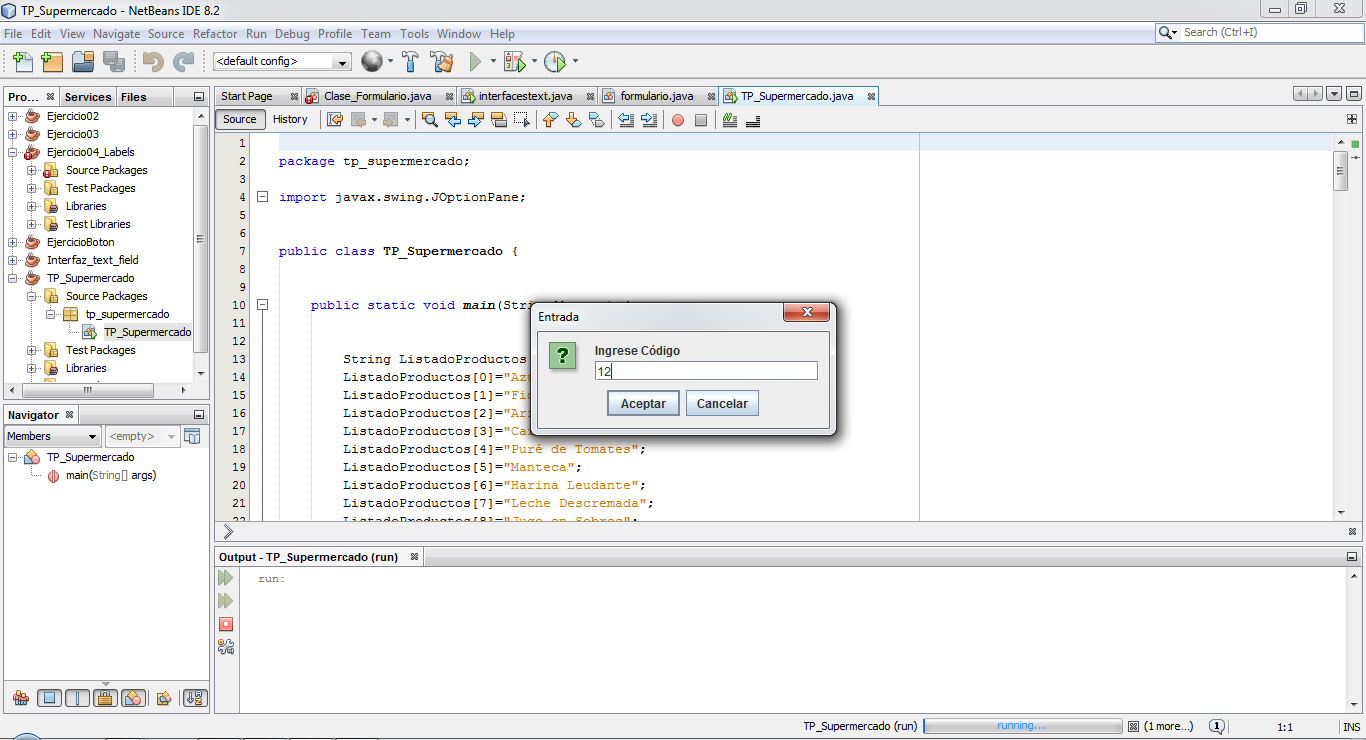 TP_Supermercado - NetBeans IDE 8.2
File Edit View Navigate Source Refactor Run Debug Profile Team Tools Window Help
Search (Ctrl+I)
<default config>
Pro... Services Files
Ejercicio02
Ejercicio03
Ejercicio04_Labels
Source Packages
Test Packages
Libraries
Test Libraries
EjercicioBoton
Interfaz_text_field
TP_Supermercado
Source Packages
tp_supermercado
TP_Supermercado
Test Packages
Libraries
Navigator
Members <empty>
TP_Supermercado
main(String[] args)
Start Page Clase_Formulario.java interfacestext.java formulario.java TP_Supermercado.java
Source History
1
2 package tp_supermercado;
3
4 import javax.swing.JOptionPane;
5
6
7 public class TP_Supermercado {
8
9
10 public static void main(Stri
11
12
13 String ListadoProductos
14 ListadoProductos[0]="Az
15 ListadoProductos[1]="Fi
16 ListadoProductos[2]="Ar
17 ListadoProductos[3]="Ca
18 ListadoProductos[4]="Puré de Tomates";
19 ListadoProductos[5]="Manteca";
20 ListadoProductos[6]="Harina Leudante";
21 ListadoProductos[7]="Leche Descremada";
22 ListadoProductos[8]="Jugo en Sobres";
Entrada
Ingrese Código
12
Aceptar Cancelar
Output - TP_Supermercado (run)
run:
TP_Supermercado (run) running... (1 more...) 1 1:1 INS